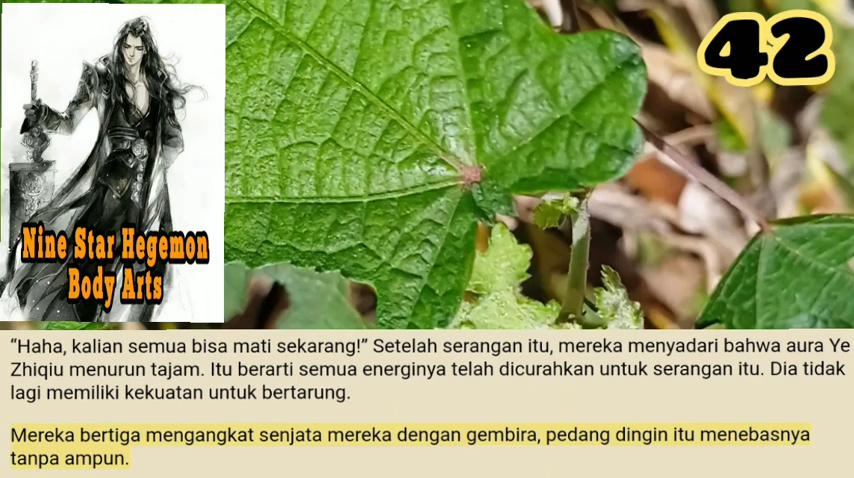 42
Nine Star Hegemon
Body Arts
“Haha, kalian semua bisa mati sekarang!” Setelah serangan itu, mereka menyadari bahwa aura Ye
Zhiqiu menurun tajam. Itu berarti semua energinya telah dicurahkan untuk serangan itu. Dia tidak
lagi memiliki kekuatan untuk bertarung.
Mereka bertiga mengangkat senjata mereka dengan gembira, pedang dingin itu menebasnya
tanpa ampun.